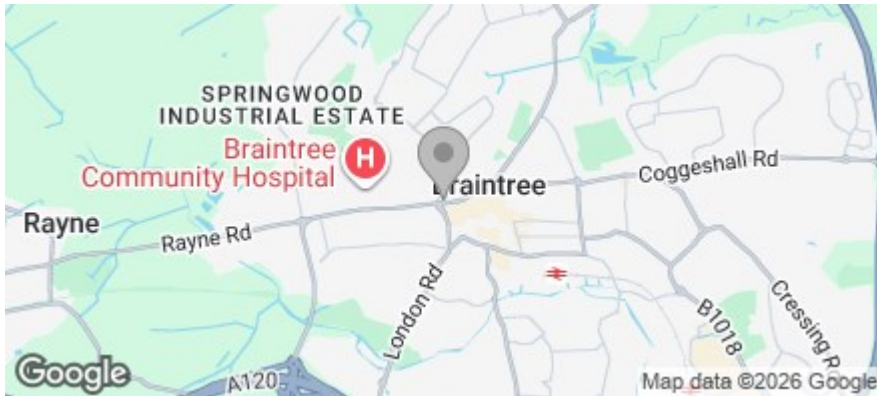 SPRINGWOOD
INDUSTRIAL ESTATE
Braintree
Community Hospital
H
Braintree
Coggeshall Rd
Rayne
Rayne Rd
London Rd
B1018
Cressing R
A120
Google
Map data ©2026 Google